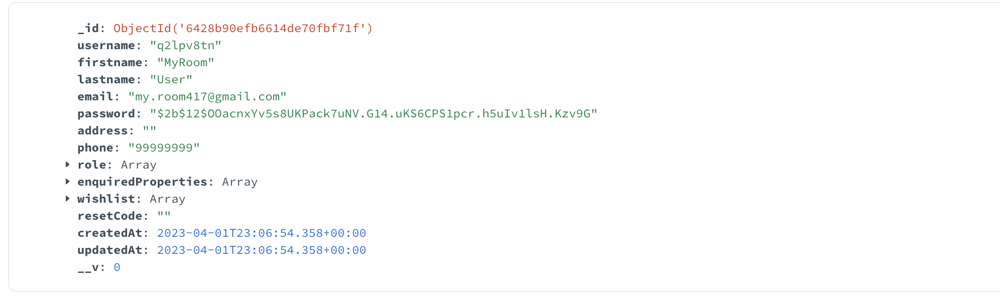 _id: ObjectId('6428b90efb6614de70fbf71f')
username: "q2lpv8tn"
firstname: "MyRoom"
lastname: "User"
email: "my.room417@gmail.com"
password: "$2b$12$OOacnxYv5s8UKPack7uNV.G14.uKS6CPS1pcr.h5uIv1lsH.Kzv9G"
address: ""
phone: "99999999"
role: Array
enquiredProperties: Array
wishlist: Array
resetCode: ""
createdAt: 2023-04-01T23:06:54.358+00:00
updatedAt: 2023-04-01T23:06:54.358+00:00
__v: 0